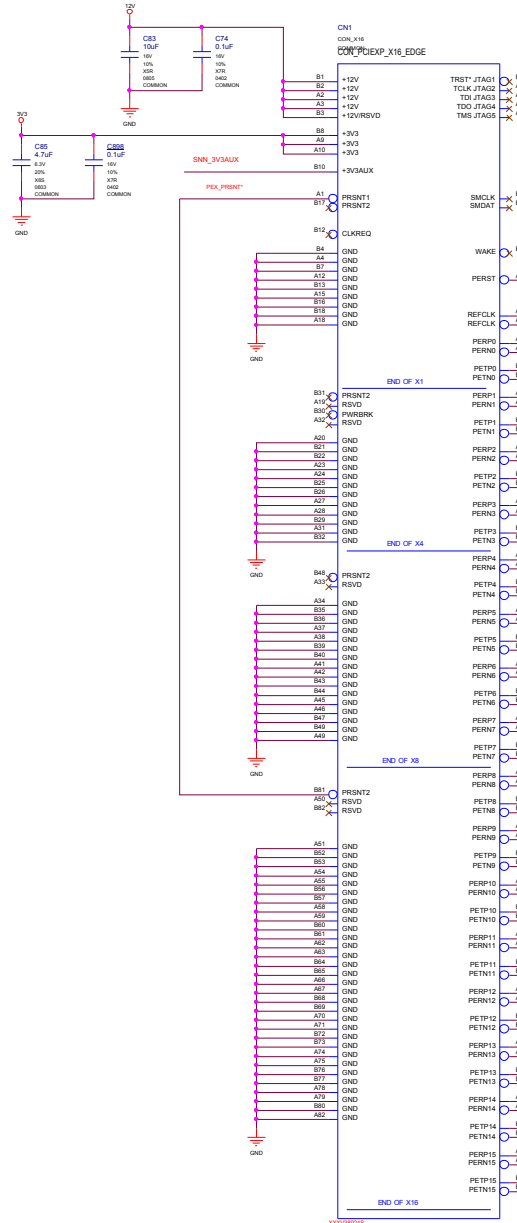 12V
C83
10uF
16V
10%
X5R
0805
COMMON
C74
0.1uF
16V
10%
X7R
0402
COMMON
GND
3V3
C85
4.7uF
6.3V
20%
X6S
0603
COMMON
C898
0.1uF
16V
10%
X7R
0402
COMMON
GND
SNN_3V3AUX
PEX_PRSNT*
CN1
CON_X16
COMMON
CON_PCIEXP_X16_EDGE
B1 +12V
B2 +12V
A2 +12V
A3 +12V
B3 +12V/RSVD
B8 +3V3
A9 +3V3
A10 +3V3
B10 +3V3AUX
A1 PRSNT1
B17 PRSNT2
B12 CLKREQ
B4 GND
A4 GND
B7 GND
A12 GND
B13 GND
A15 GND
B16 GND
B18 GND
A18 GND
GND
END OF X1
B31 PRSNT2
A19 RSVD
B30 PWRBRK
A32 RSVD
A20 GND
B21 GND
B22 GND
A23 GND
A24 GND
B25 GND
B26 GND
A27 GND
A28 GND
B29 GND
A31 GND
B32 GND
GND
END OF X4
B48 PRSNT2
A33 RSVD
A34 GND
B35 GND
B36 GND
A37 GND
A38 GND
B39 GND
B40 GND
A41 GND
A42 GND
B43 GND
B44 GND
A45 GND
A46 GND
B47 GND
B49 GND
A49 GND
GND
END OF X8
B81 PRSNT2
A50 RSVD
B82 RSVD
A51 GND
B52 GND
B53 GND
A54 GND
A55 GND
B56 GND
B57 GND
A58 GND
A59 GND
B60 GND
B61 GND
A62 GND
A63 GND
B64 GND
B65 GND
A66 GND
A67 GND
B68 GND
B69 GND
A70 GND
A71 GND
B72 GND
B73 GND
A74 GND
A75 GND
B76 GND
B77 GND
A78 GND
A79 GND
B80 GND
A82 GND
GND
END OF X16
TRST* JTAG1
TCLK JTAG2
TDI JTAG3
TDO JTAG4
TMS JTAG5
SMCLK
SMDAT
WAKE
PERST
REFCLK
REFCLK
PERP0
PERN0
PETP0
PETN0
PERP1
PERN1
PETP1
PETN1
PERP2
PERN2
PETP2
PETN2
PERP3
PERN3
PETP3
PETN3
PERP4
PERN4
PETP4
PETN4
PERP5
PERN5
PETP5
PETN5
PERP6
PERN6
PETP6
PETN6
PERP7
PERN7
PETP7
PETN7
PERP8
PERN8
PETP8
PETN8
PERP9
PERN9
PETP9
PETN9
PERP10
PERN10
PETP10
PETN10
PERP11
PERN11
PETP11
PETN11
PERP12
PERN12
PETP12
PETN12
PERP13
PERN13
PETP13
PETN13
PERP14
PERN14
PETP14
PETN14
PERP15
PERN15
PETP15
PETN15